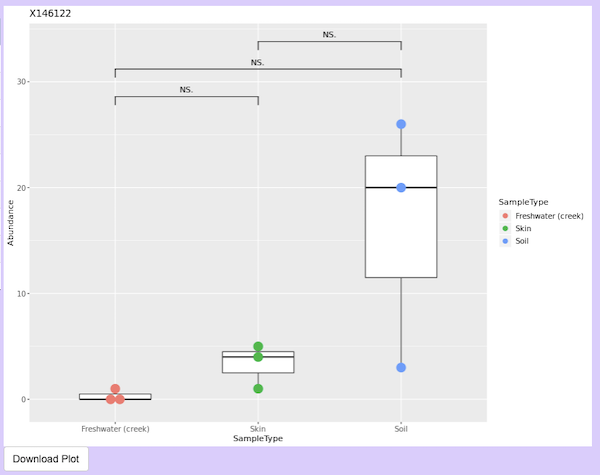 X146122
NS.
NS.
NS.
30
20
10
0
Abundance
Freshwater (creek)
Skin
Soil
SampleType
SampleType
Freshwater (creek)
Skin
Soil
Download Plot